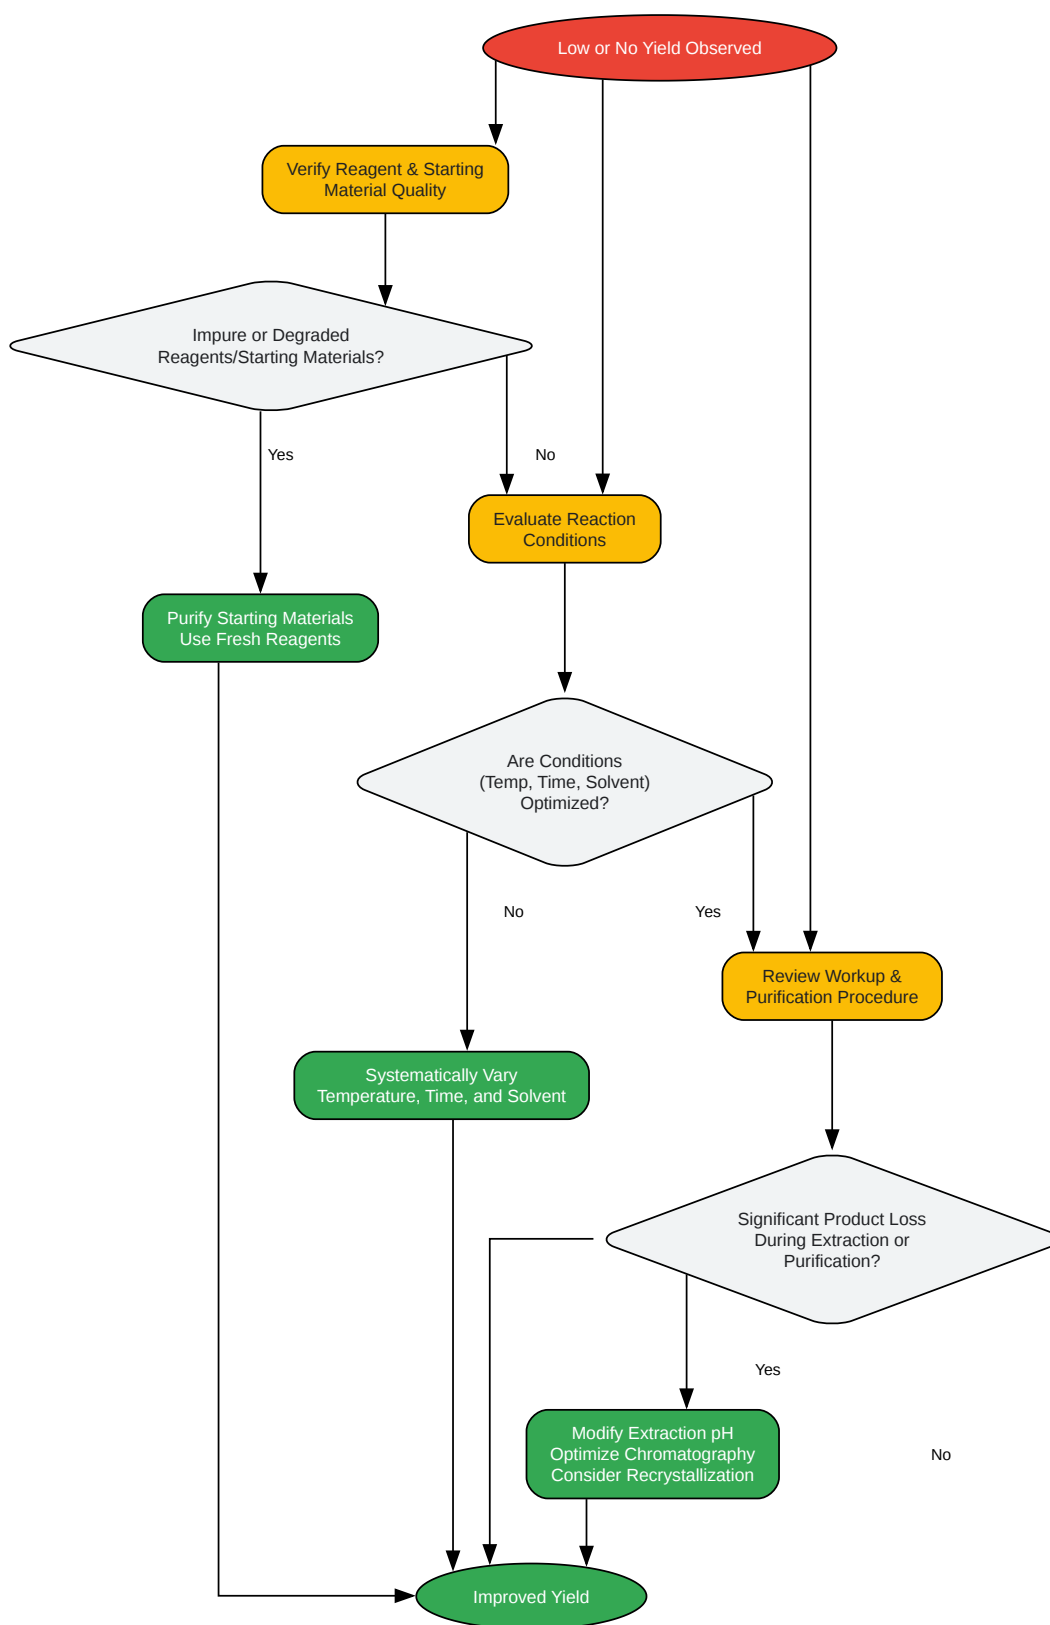 Low or No Yield Observed
Verify Reagent & Starting
Material Quality
Impure or Degraded
Reagents/Starting Materials?
Yes
No
Evaluate Reaction
Conditions
Purify Starting Materials
Use Fresh Reagents
Are Conditions
(Temp, Time, Solvent)
Optimized?
No
Yes
Review Workup &
Purification Procedure
Systematically Vary
Temperature, Time, and Solvent
Significant Product Loss
During Extraction or
Purification?
Yes
Modify Extraction pH
Optimize Chromatography
Consider Recrystallization
No
Improved Yield